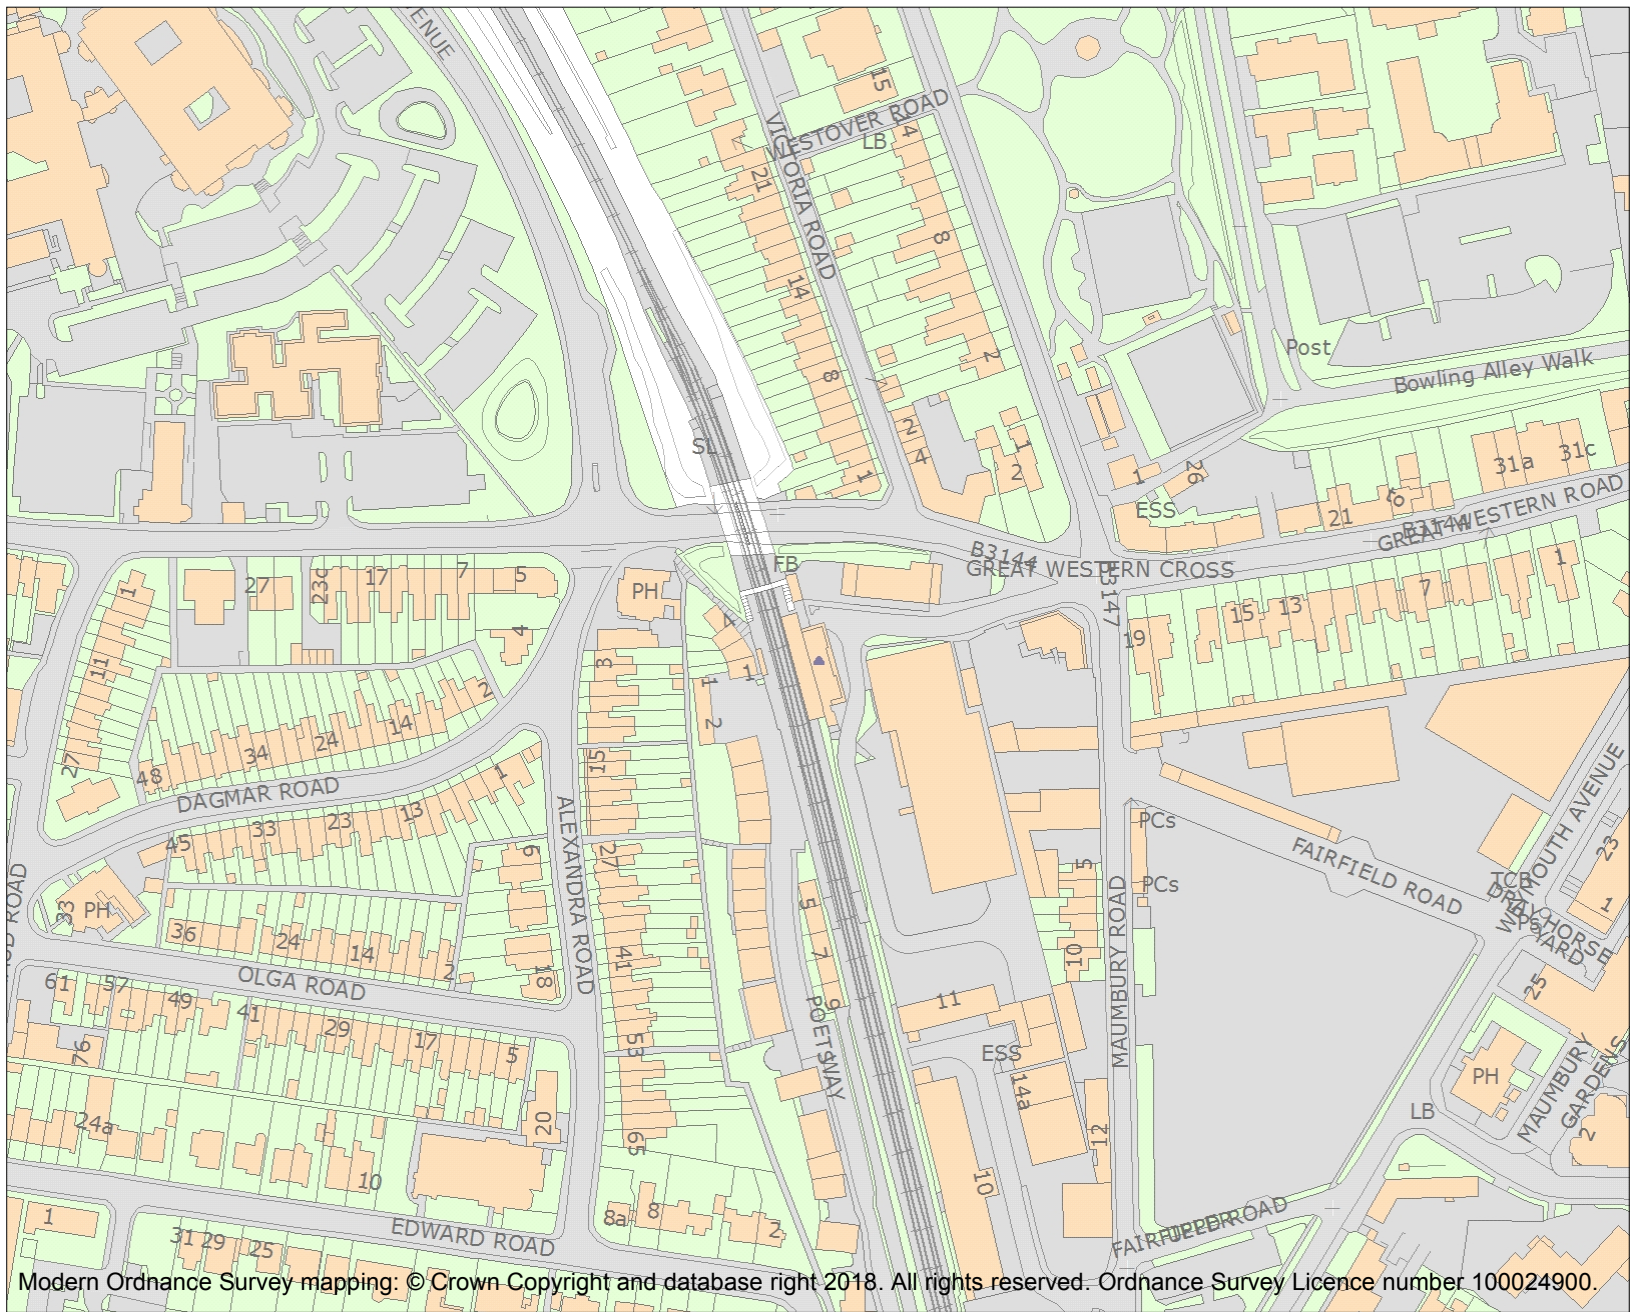 ENUE
15
WESTOVER ROAD
4
LB
VICTORIA ROAD
21
8
14
Post
2
8
Bowling Alley Walk
2
4
1
2
SL
1
1
26
31a
31c
19
21
ESS
B3144
GREAT WESTERN ROAD
B3144
GREAT WESTERN CROSS
B3147
FB
1
27
23c
17
7
5
PH
4
1
7
15
13
4
19
11
3
1
1
2
2
14
24
34
48
27
15
DAGMAR ROAD
1
13
23
33
45
ALEXANDRA ROAD
PCs
WEYMOUTH AVENUE
FAIRFIELD ROAD
23
6
27
5
PCs
TCB
DRAYHORSE YARD
PS
1
33
PH
ROAD
36
24
14
2
18
41
5
7
9
10
MAUMBURY ROAD
OLGA ROAD
61
57
49
41
29
17
5
76
53
POETS WAY
11
25
ESS
14a
PH
MAUMBURY GARDENS
LB
2
24a
20
65
12
10
10
1
31
29
25
EDWARD ROAD
8a
8
2
FAIRFIELD ROAD
Modern Ordnance Survey mapping: © Crown Copyright and database right 2018. All rights reserved. Ordnance Survey Licence number 100024900.